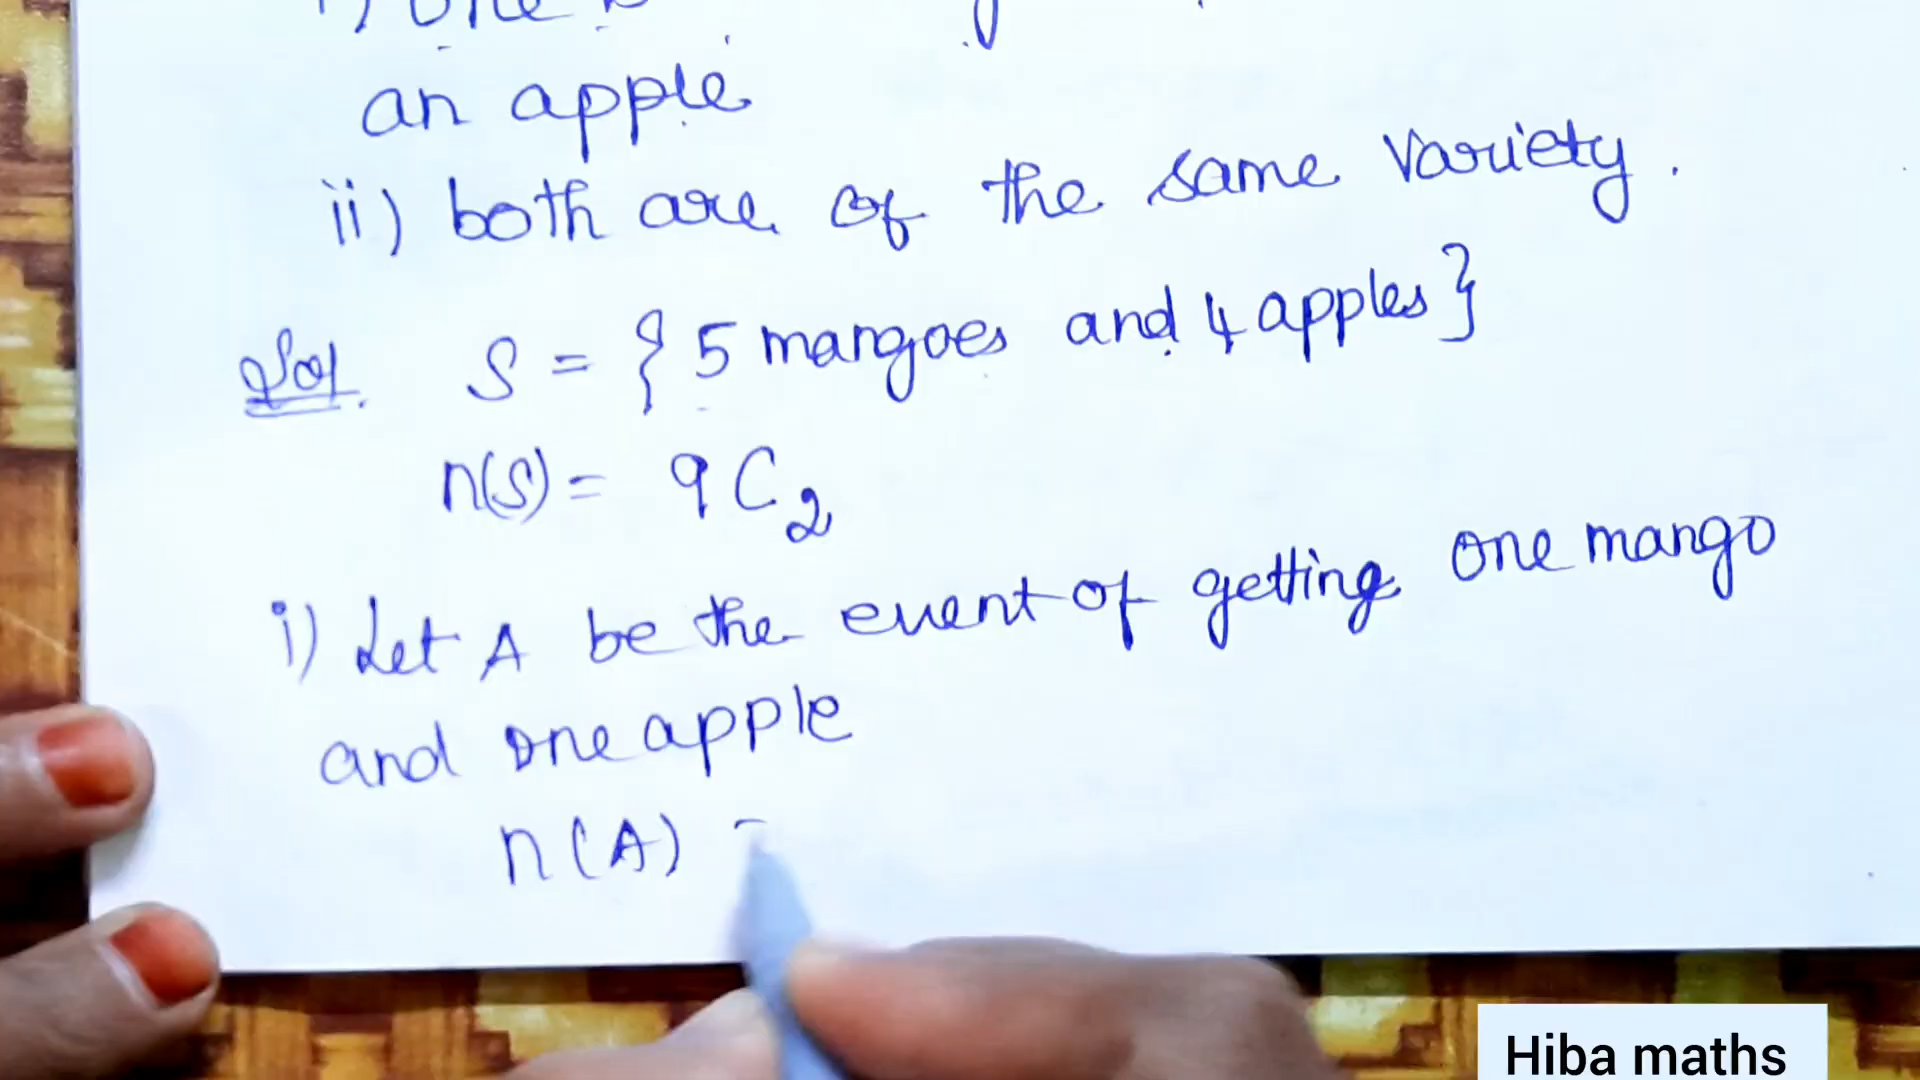 an apple
ii) both are of the same variety.
Sol. S = { 5 mangoes and 4 apples }
n(S) = 9C₂
i) Let A be the event of getting one mango
and one apple
n(A) =
Hiba maths